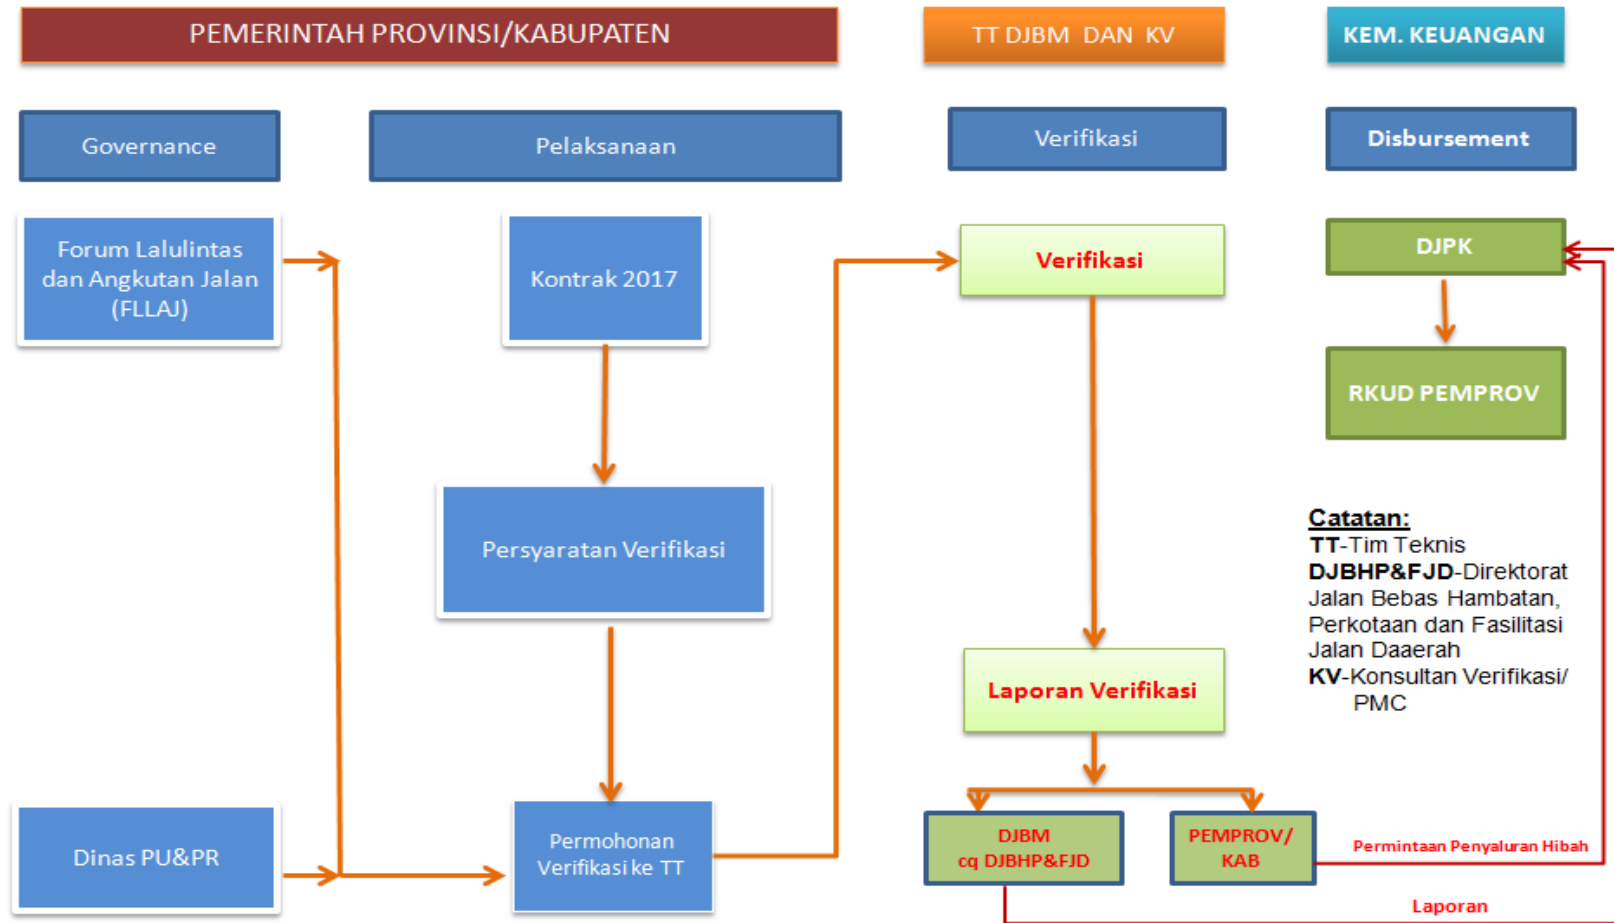 PEMERINTAH PROVINSI/KABUPATEN
TT DJBM DAN KV
KEM. KEUANGAN
Governance
Pelaksanaan
Verifikasi
Disbursement
Forum Lalulintas
dan Angkutan Jalan
(FLLAJ)
Kontrak 2017
Verifikasi
DJPK
RKUD PEMPROV
Persyaratan Verifikasi
Catatan:
TT-Tim Teknis
DJBHP&FJD-Direktorat
Jalan Bebas Hambatan,
Perkotaan dan Fasilitasi
Jalan Daaerah
KV-Konsultan Verifikasi/
PMC
Laporan Verifikasi
Dinas PU&PR
Permohonan
Verifikasi ke TT
DJBM
cq DJBHP&FJD
PEMPROV/
KAB
Permintaan Penyaluran Hibah
Laporan